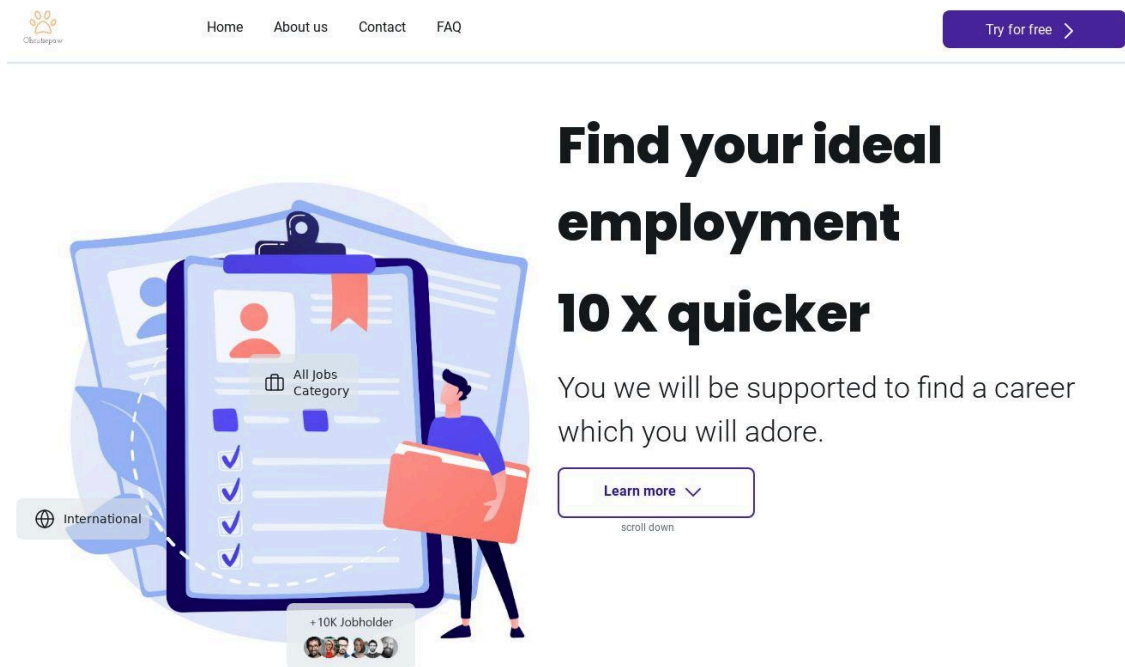 Home About us Contact FAQ Try for free
Find your ideal
employment
10 X quicker
You we will be supported to find a career
which you will adore.
Learn more
scroll down
All Jobs
Category
International
+10K Jobholder